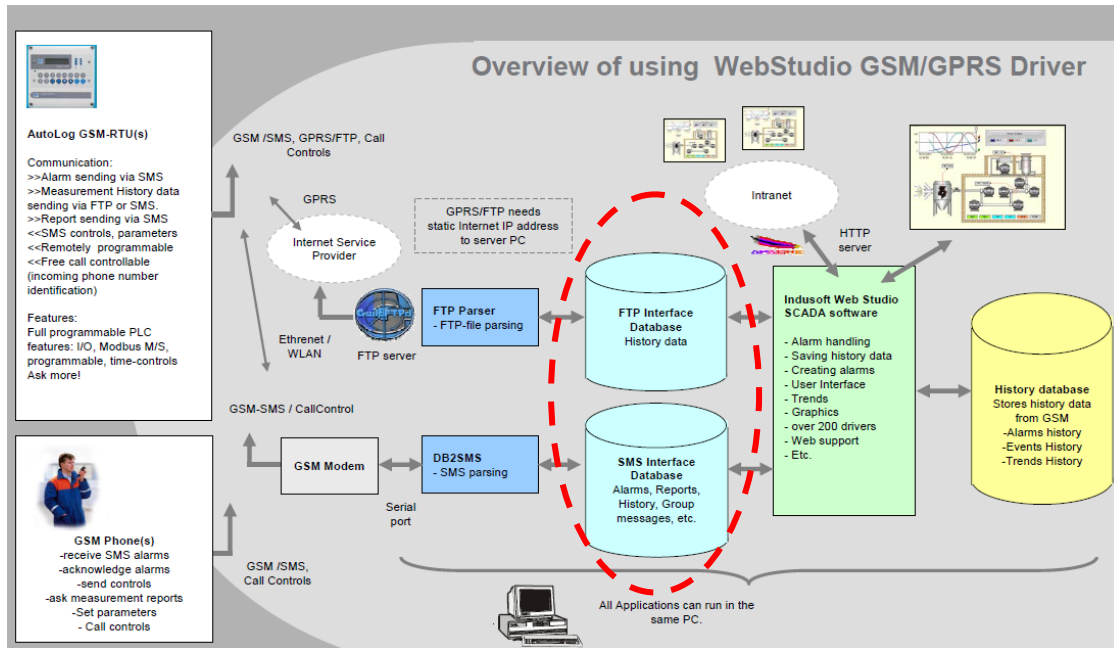 Overview of using WebStudio GSM/GPRS Driver
AutoLog GSM-RTU(s)
Communication:
>>Alarm sending via SMS
>>Measurement History data
sending via FTP or SMS.
>>Report sending via SMS
<<SMS controls, parameters
<<Remotely programable
<<Free call controllable
(incoming phone number
identification)
Features:
Full programable PLC
features: I/O, Modbus M/S,
programable, time-controls
Ask more!
GSM Phone(s)
-receive SMS alarms
-acknowledge alarms
-send controls
-ask measurement reports
-Set parameters
- Call controls
GSM /SMS, GPRS/FTP, Call
Controls
GPRS
Internet Service
Provider
GPRS/FTP needs
static Internet IP address
to server PC
Ethrenet /
WLAN
FTP server
FTP Parser
- FTP-file parsing
FTP Interface
Database
History data
Intranet
HTTP
server
Indusoft Web Studio
SCADA software
- Alarm handling
- Saving history data
- Creating alarms
- User Interface
- Trends
- Graphics
- over 200 drivers
- Web support
- Etc.
History database
Stores history data
from GSM
-Alarms history
-Events History
-Trends History
GSM-SMS / CallControl
GSM Modem
Serial
port
DB2SMS
- SMS parsing
SMS Interface
Database
Alarms, Reports,
History, Group
messages, etc.
GSM /SMS,
Call Controls
All Applications can run in the
same PC.